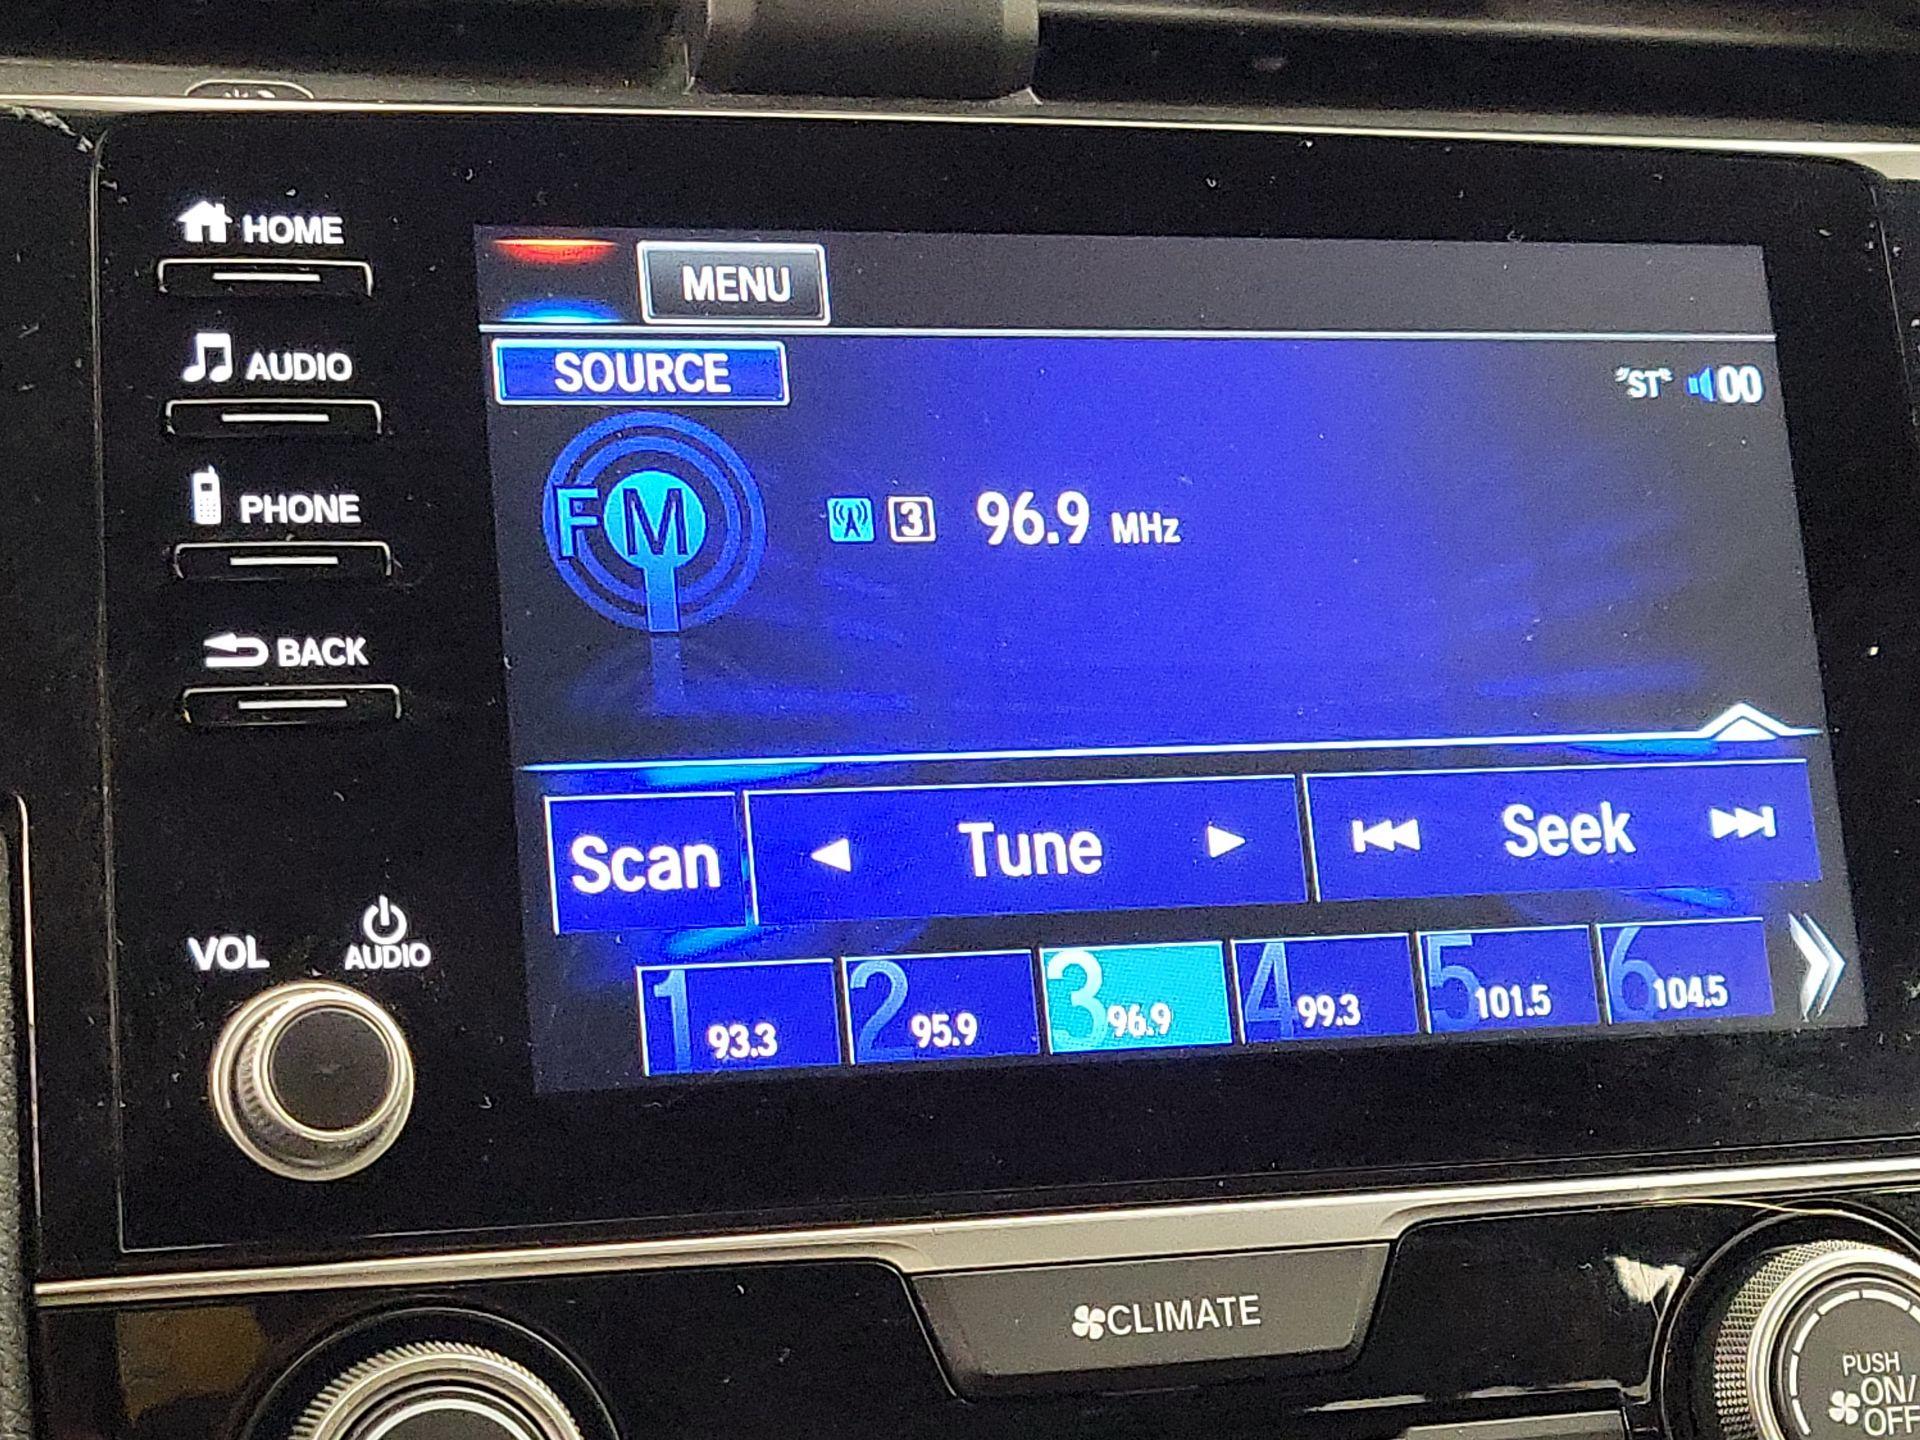 HOME
AUDIO
PHONE
BACK
VOL
AUDIO
MENU
SOURCE
ST 00
FM
3 96.9 MHz
Scan Tune Seek
1 93.3 2 95.9 3 96.9 4 99.3 5 101.5 6 104.5
CLIMATE
PUSH
ON/
OFF